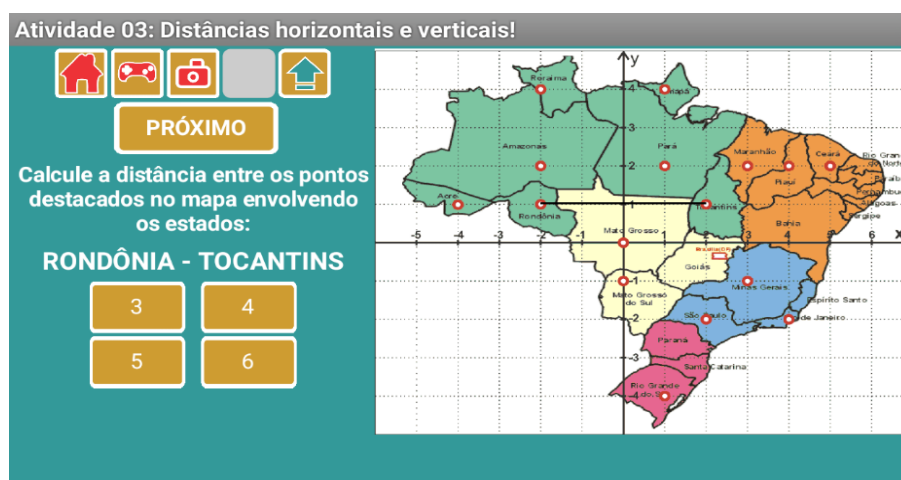 Atividade 03: Distâncias horizontais e verticais!
PRÓXIMO
Calcule a distância entre os pontos
destacados no mapa envolvendo
os estados:
RONDÔNIA - TOCANTINS
3
4
5
6
y
Roraima
4
3
Amazonas
Pará
Maranhão
Ceará
Rio Gran
2
Piauí
Acre
Rondônia
1
Tocantins
Alagoas
Sergipe
Mato Grosso
Bahia
-5 -4 -3 -2 -1 1 2 3 4 5 6
x
Goiás
-1
Minas Gerais
Mato Grosso
do Sul
Espírito Santo
-2
São Paulo
de Janeiro
Paraná
-3
Santa Catarina
Rio Grande
-4